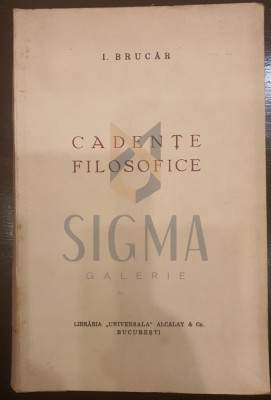 I. BRUCĂR
CADENȚE
FILOSOFICE
SIGMA
GALERIE
LIBRĂRIA „UNIVERSALA” ALCALAY & Co.
BUCUREȘTI